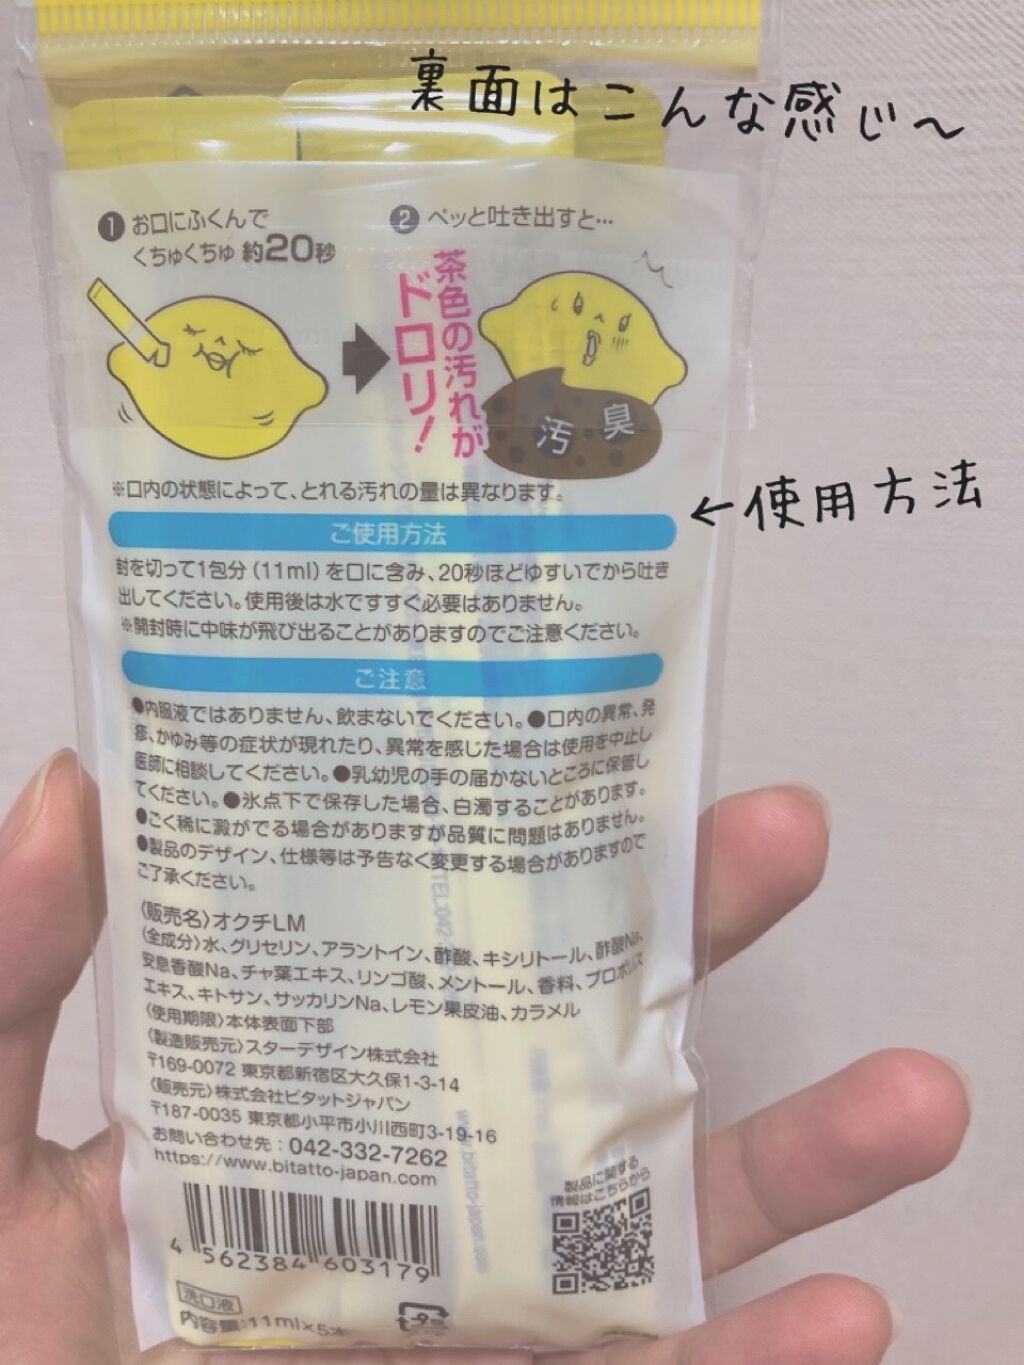 裏面はこんな感じ〜
❶ お口にふくんで
くちゅくちゅ 約20秒
❷ ペッと吐き出すと…
茶色の汚れが
ドロリ!
汚 臭
※口内の状態によって、とれる汚れの量は異なります。
ご使用方法
←使用方法
封を切って1包分(11ml)を口に含み、20秒ほどゆすいでから吐き
出してください。使用後は水ですすぐ必要はありません。
※開封時に中味が飛び出ることがありますのでご注意ください。
ご注意
●内服液ではありません、飲まないでください。●口内の異常、発
疹、かゆみ等の症状が現れたり、異常を感じた場合は使用を中止し
医師に相談してください。●乳幼児の手の届かないところに保管し
てください。●氷点下で保存した場合、白濁することがあります。
●ごく稀に澱がでる場合がありますが品質に問題はありません。
●製品のデザイン、仕様等は予告なく変更する場合がありますので
ご了承ください。
〈販売名〉オクチLM
〈全成分〉水、グリセリン、アラントイン、酢酸、キシリトール、酢酸Na、
安息香酸Na、チャ葉エキス、リンゴ酸、メントール、香料、プロポリス
エキス、キトサン、サッカリンNa、レモン果皮油、カラメル
〈使用期限〉本体表面下部
〈製造販売元〉スターデザイン株式会社
〒169-0072 東京都新宿区大久保1-3-14
〈販売元〉株式会社ビタットジャパン
〒187-0035 東京都小平市小川西町3-19-16
お問い合わせ先：042-332-7262
https://www.bitatto-japan.com
製品に関する
情報はこちらから
4 562384 603179
洗口液
内容量:11ml×5本